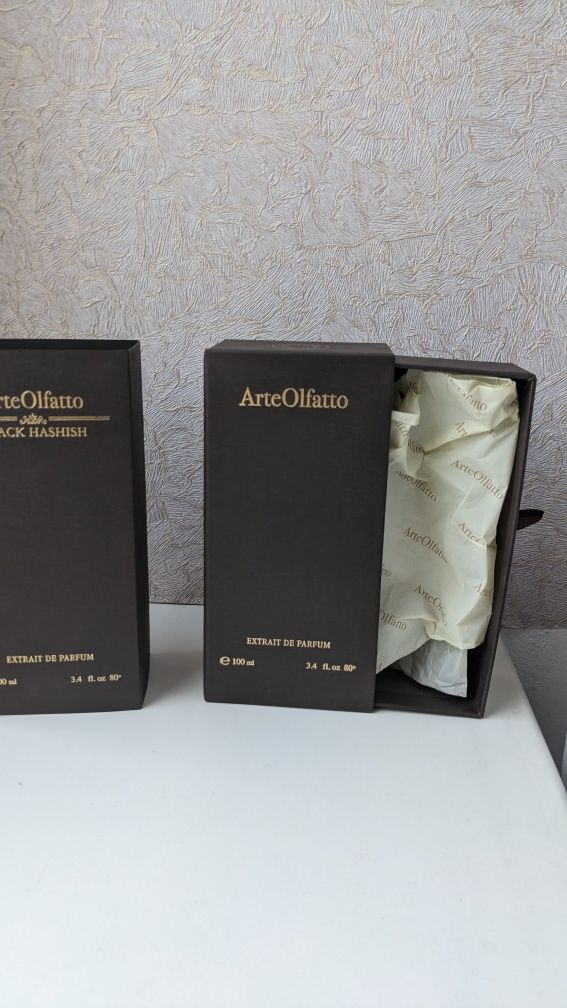 rteOlfatto
ACK HASHISH
EXTRAIT DE PARFUM
00 ml 3.4 fl. oz 80°
ArteOlfatto
EXTRAIT DE PARFUM
e 100 ml 3.4 fl. oz 80°
ArteOlfatto
ArteOlfatto